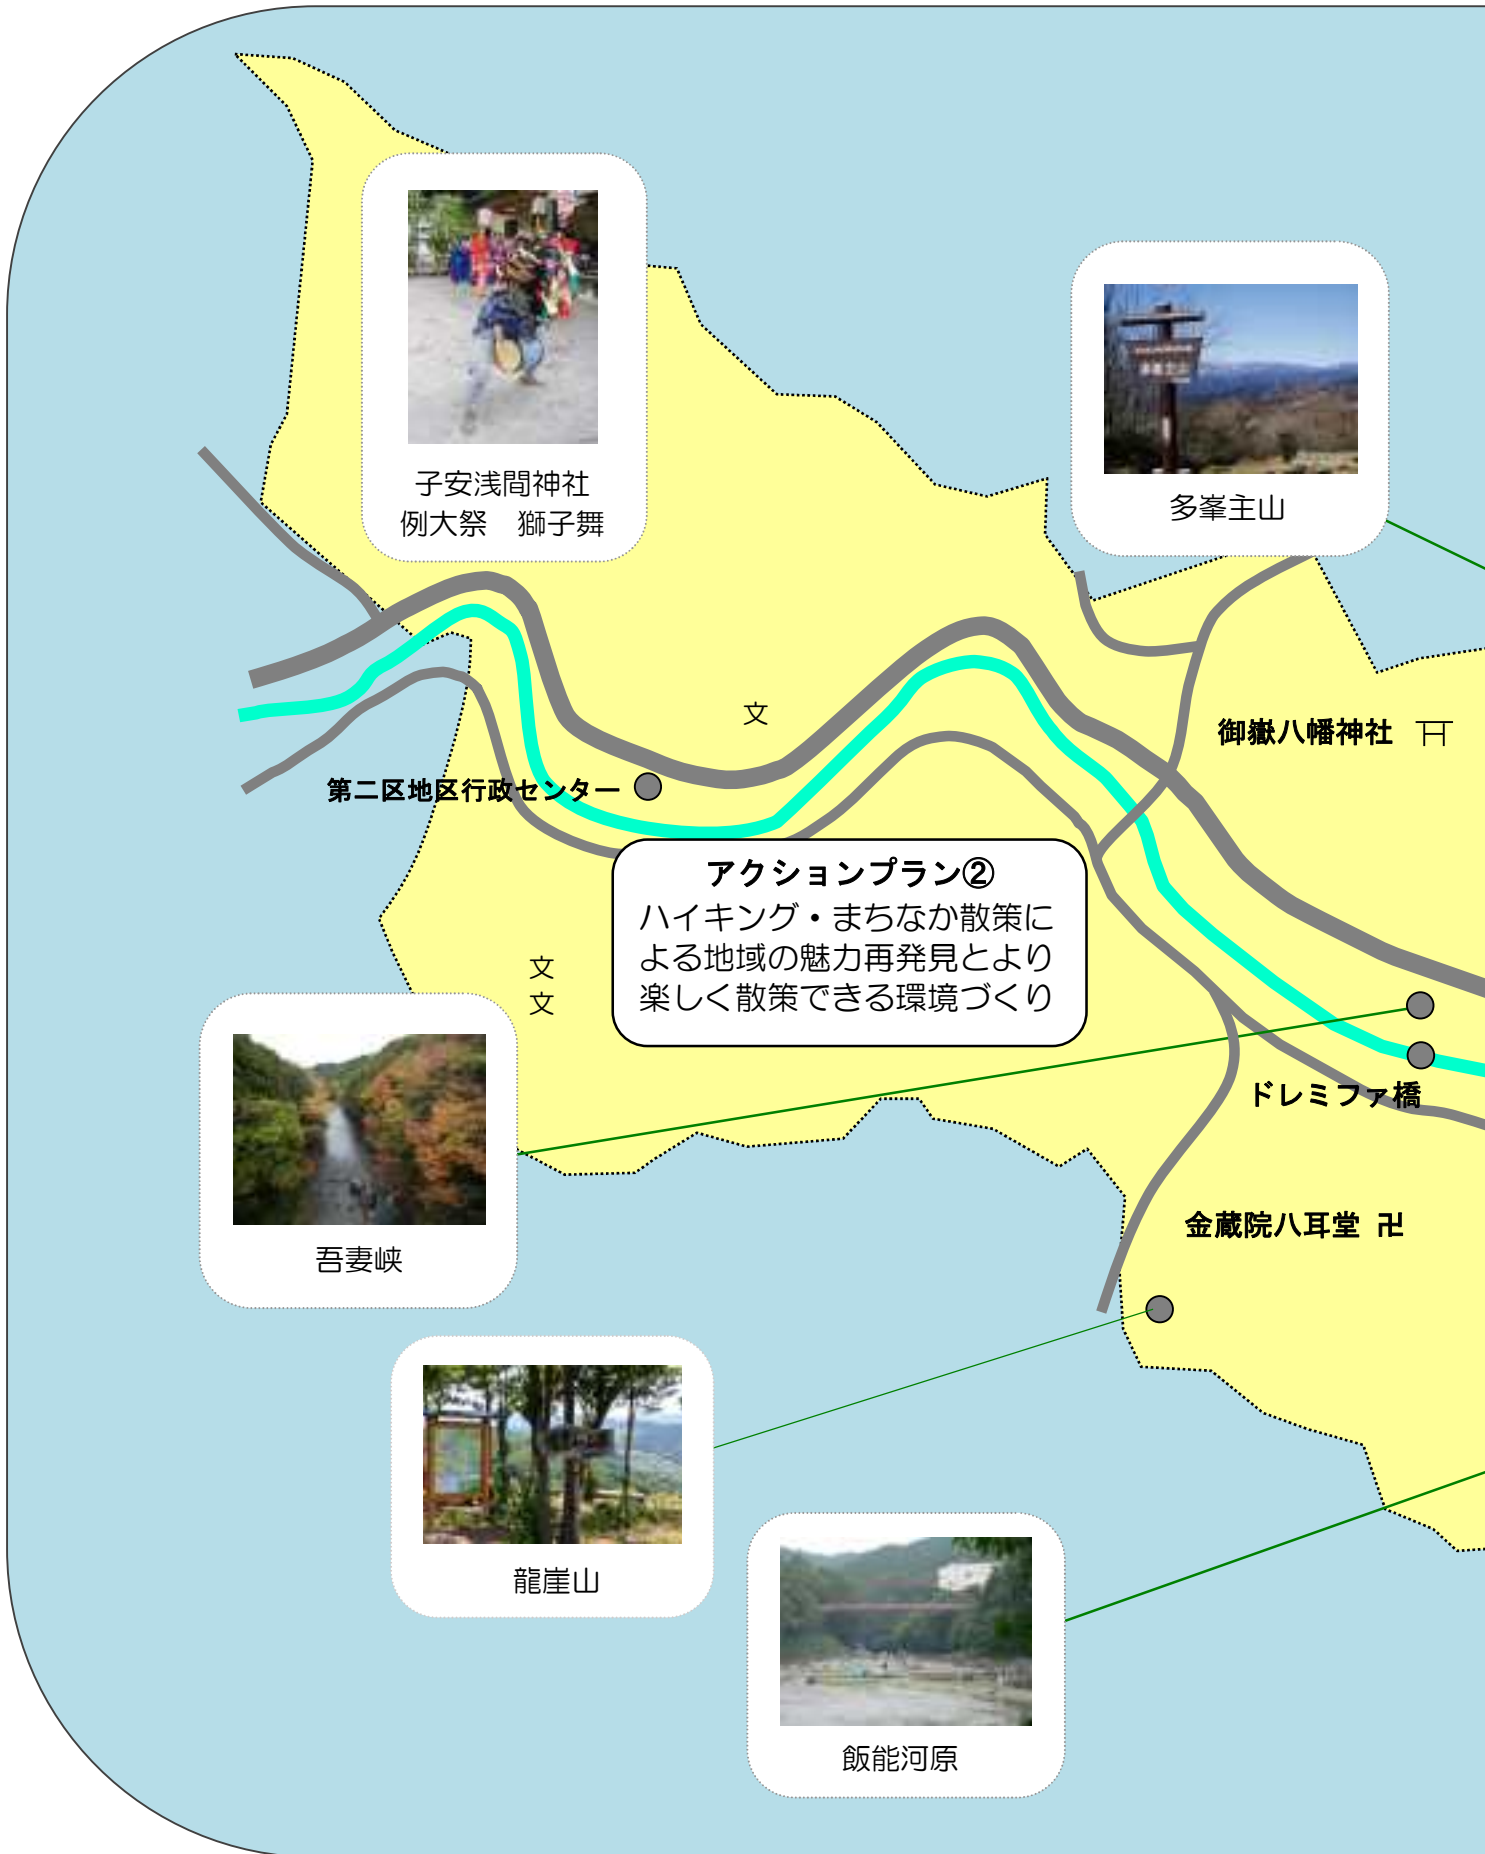 子安浅間神社
例大祭　獅子舞
多峯主山
文
御嶽八幡神社
第二区地区行政センター
アクションプラン②
ハイキング・まちなか散策に
よる地域の魅力再発見とより
楽しく散策できる環境づくり
文
文
ドレミファ橋
金蔵院八耳堂 卍
吾妻峡
龍崖山
飯能河原